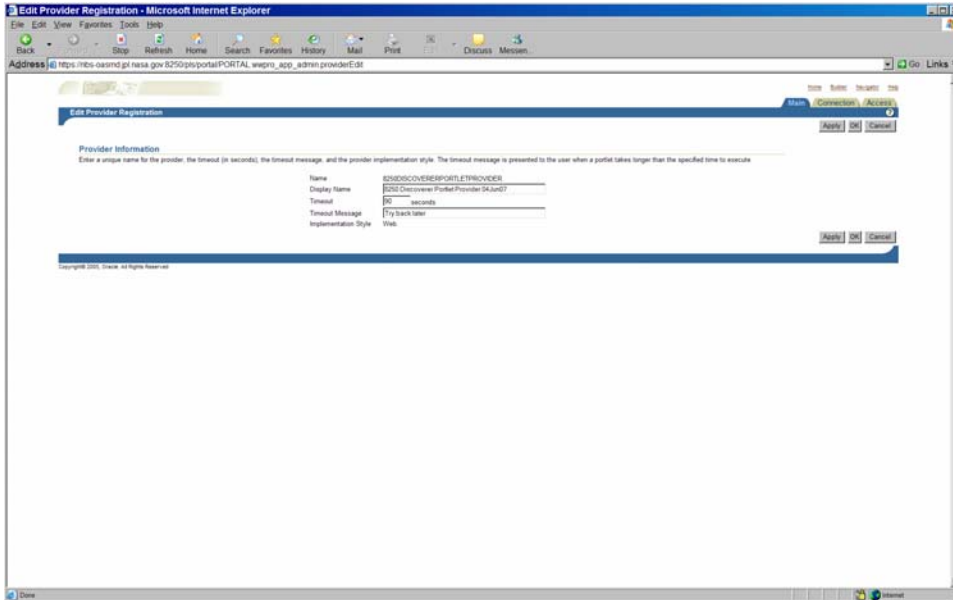 Edit Provider Registration - Microsoft Internet Explorer
File Edit View Favorites Tools Help
Back Stop Refresh Home Search Favorites History Mail Print Edit Discuss Messen...
Address https://nbs-oasmd.jpl.nasa.gov:8250/pls/portal/PORTAL.wwpro_app_admin.providerEdit Go Links
Home Builder Navigator Help
Main Connection Access
Edit Provider Registration ?
Apply OK Cancel
Provider Information
Enter a unique name for the provider, the timeout (in seconds), the timeout message, and the provider implementation style. The timeout message is presented to the user when a portlet takes longer than the specified time to execute
Name 8250DISCOVERERPORTLETPROVIDER
Display Name 8250 Discoverer Portlet Provider 04Jun07
Timeout 90 seconds
Timeout Message Try back later
Implementation Style Web
Apply OK Cancel
Copyright© 2005, Oracle. All Rights Reserved
Done Internet